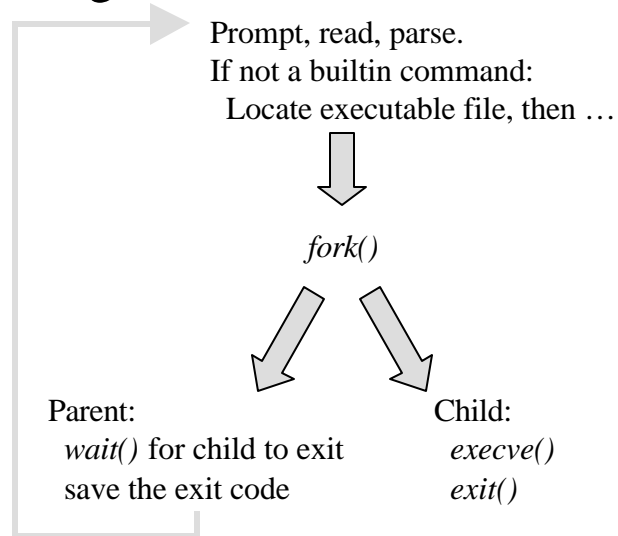 Prompt, read, parse.
If not a builtin command:
Locate executable file, then …
fork()
Parent:
wait() for child to exit
save the exit code
Child:
execve()
exit()